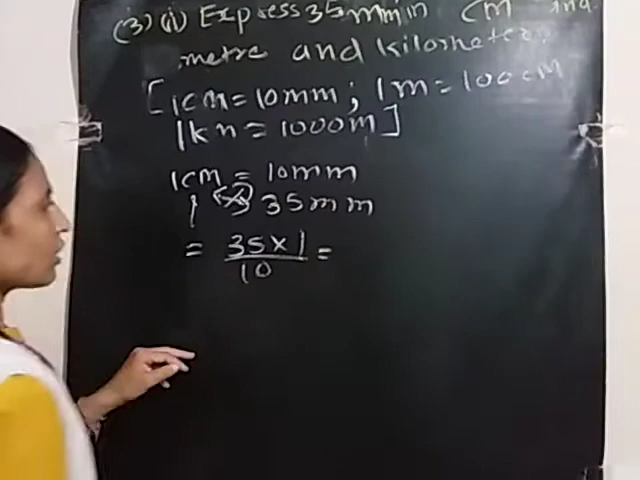 (3) (ii) Express 35mm in cm and
metre and kilometer.
[1cm = 10mm ; 1m = 100cm
1km = 1000m]
1cm = 10mm
35mm
= 35 × 1 / 10 =